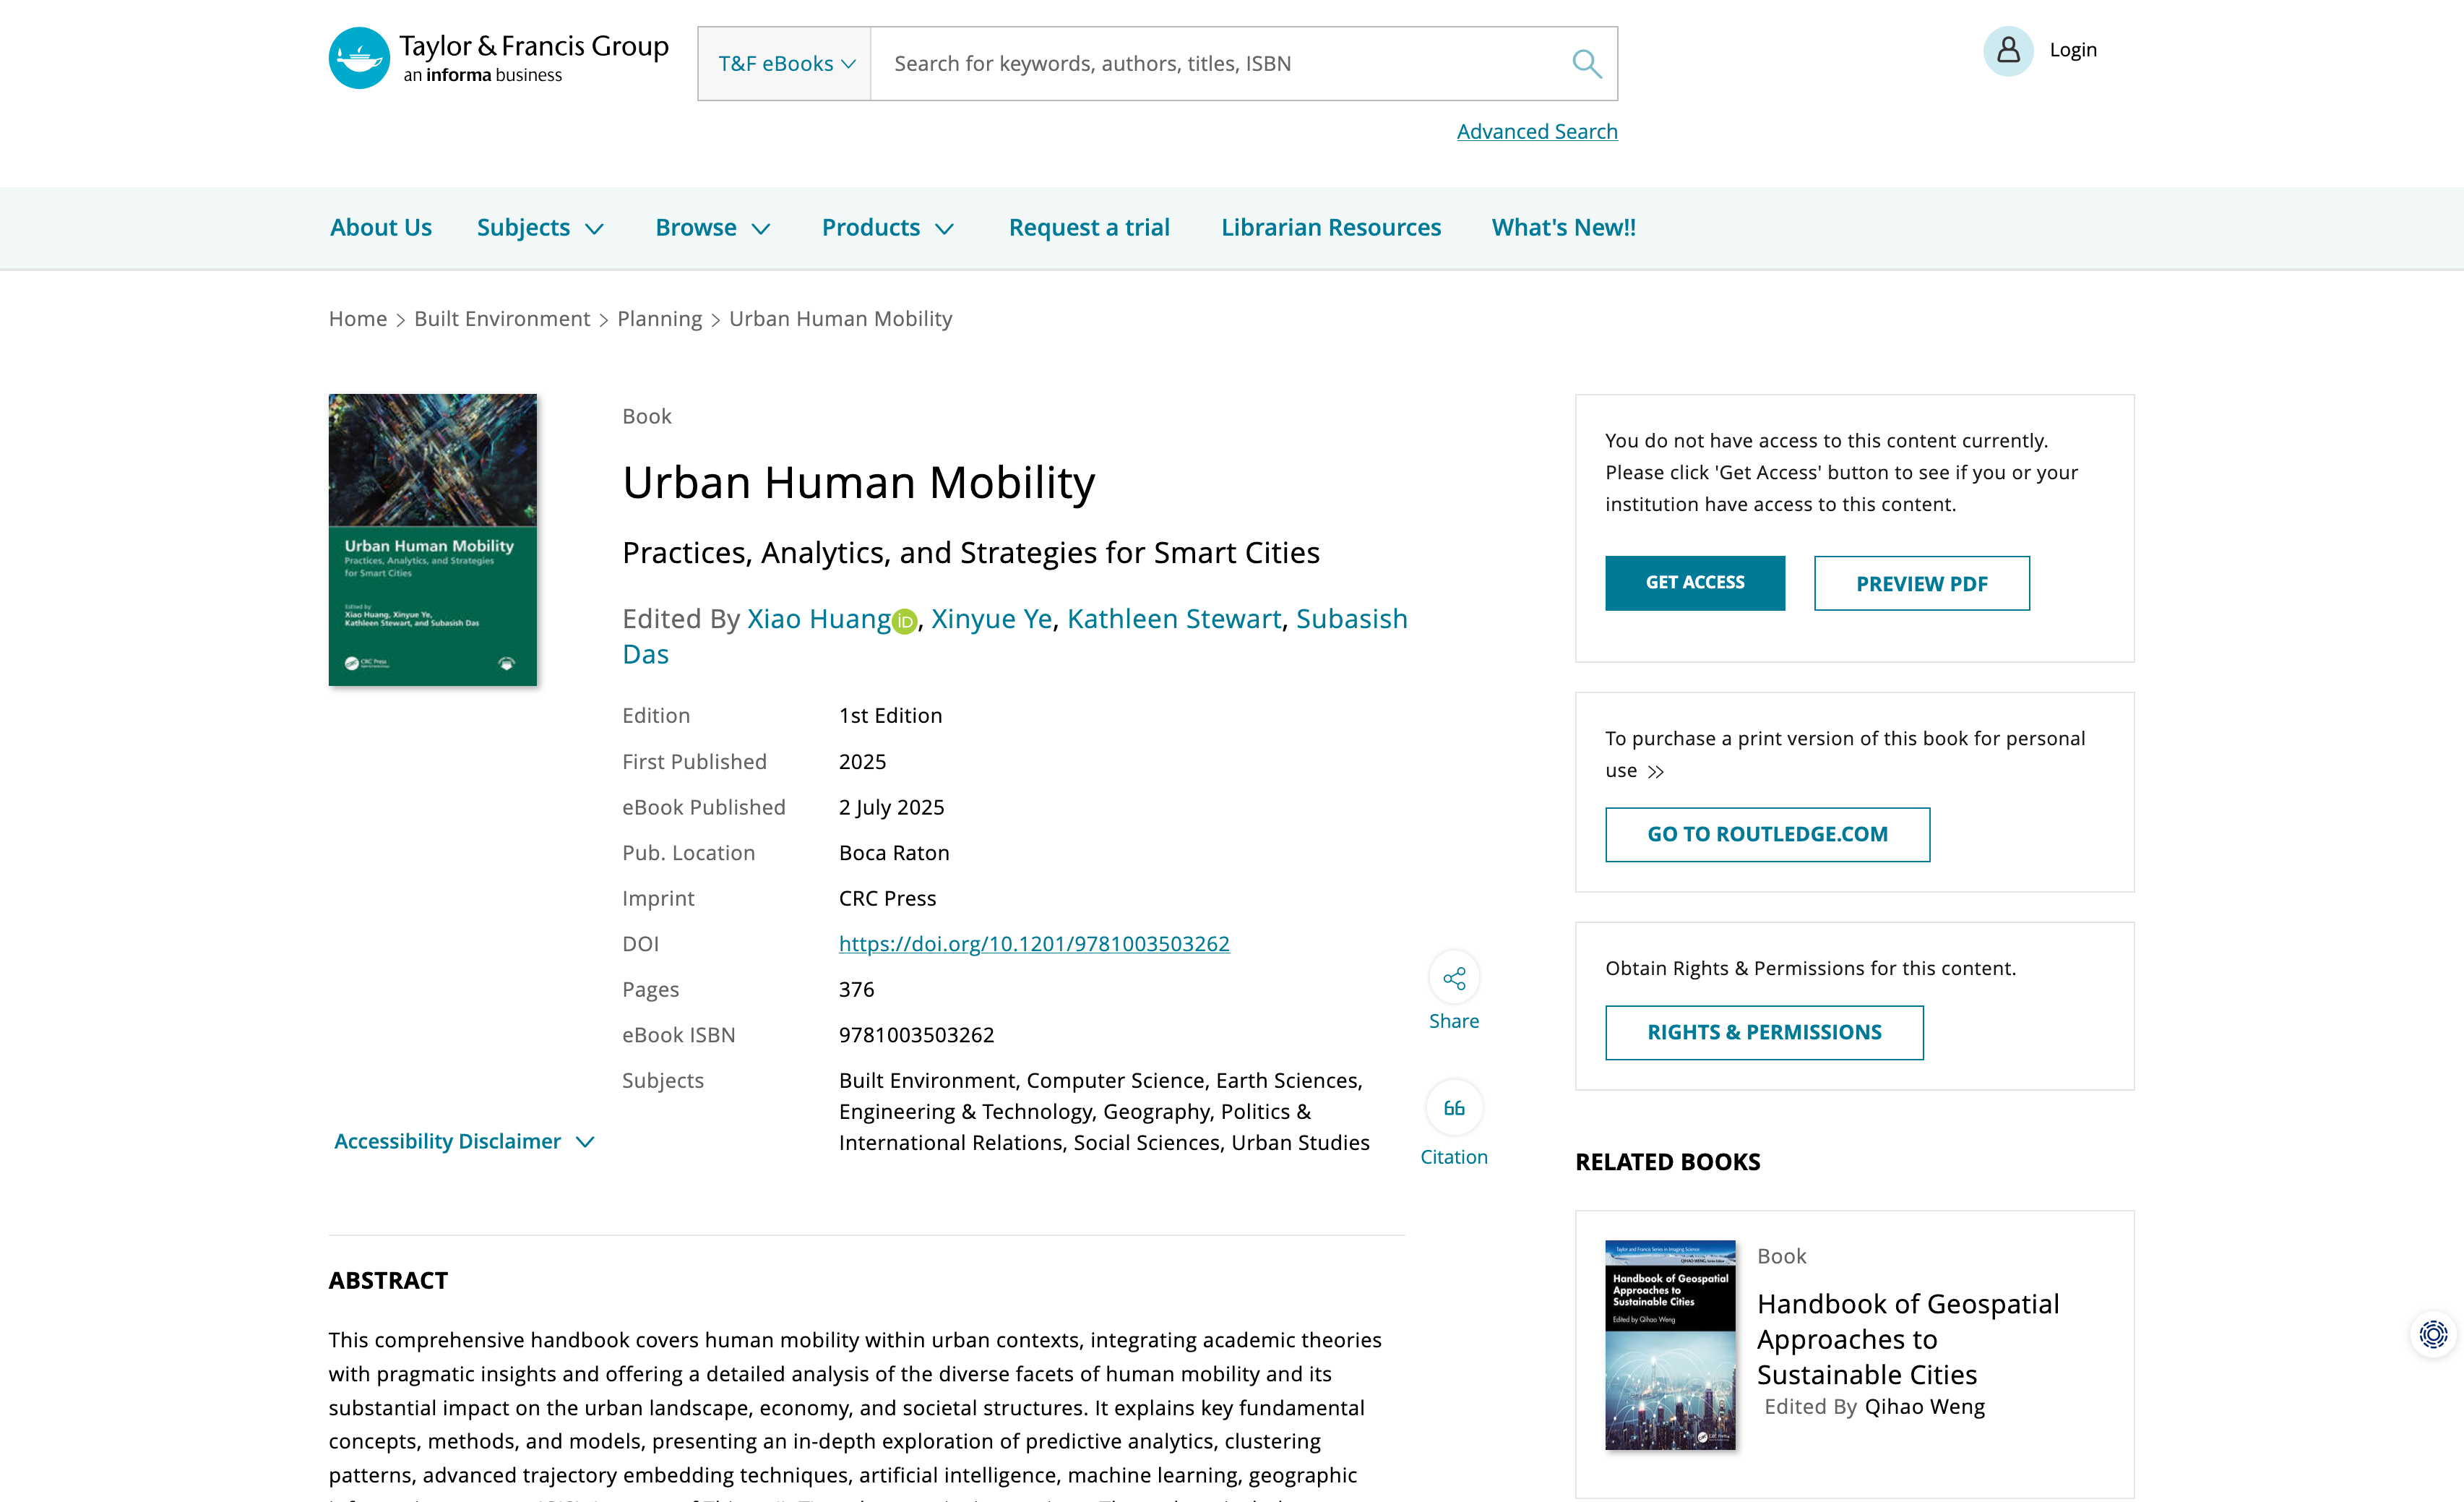 Taylor & Francis Group
an informa business
T&F eBooks
Search for keywords, authors, titles, ISBN
Login
Advanced Search
About Us
Subjects
Browse
Products
Request a trial
Librarian Resources
What's New!!
Home > Built Environment > Planning > Urban Human Mobility
Urban Human Mobility
Practices, Analytics, and Strategies
for Smart Cities
Edited by
Xiao Huang, Xinyue Ye,
Kathleen Stewart, and Subasish Das
CRC Press
Book
Urban Human Mobility
Practices, Analytics, and Strategies for Smart Cities
Edited By Xiao Huang iD, Xinyue Ye, Kathleen Stewart, Subasish
Das
Edition 1st Edition
First Published 2025
eBook Published 2 July 2025
Pub. Location Boca Raton
Imprint CRC Press
DOI https://doi.org/10.1201/9781003503262
Pages 376
eBook ISBN 9781003503262
Subjects Built Environment, Computer Science, Earth Sciences,
Engineering & Technology, Geography, Politics &
International Relations, Social Sciences, Urban Studies
Accessibility Disclaimer
Share
Citation
ABSTRACT
This comprehensive handbook covers human mobility within urban contexts, integrating academic theories
with pragmatic insights and offering a detailed analysis of the diverse facets of human mobility and its
substantial impact on the urban landscape, economy, and societal structures. It explains key fundamental
concepts, methods, and models, presenting an in-depth exploration of predictive analytics, clustering
patterns, advanced trajectory embedding techniques, artificial intelligence, machine learning, geographic
You do not have access to this content currently.
Please click 'Get Access' button to see if you or your
institution have access to this content.
GET ACCESS
PREVIEW PDF
To purchase a print version of this book for personal
use >>
GO TO ROUTLEDGE.COM
Obtain Rights & Permissions for this content.
RIGHTS & PERMISSIONS
RELATED BOOKS
Taylor and Francis Series in Imaging Science
QIHAO WENG, Series Editor
Handbook of Geospatial
Approaches to
Sustainable Cities
Edited by Qihao Weng
Book
Handbook of Geospatial
Approaches to
Sustainable Cities
Edited By Qihao Weng